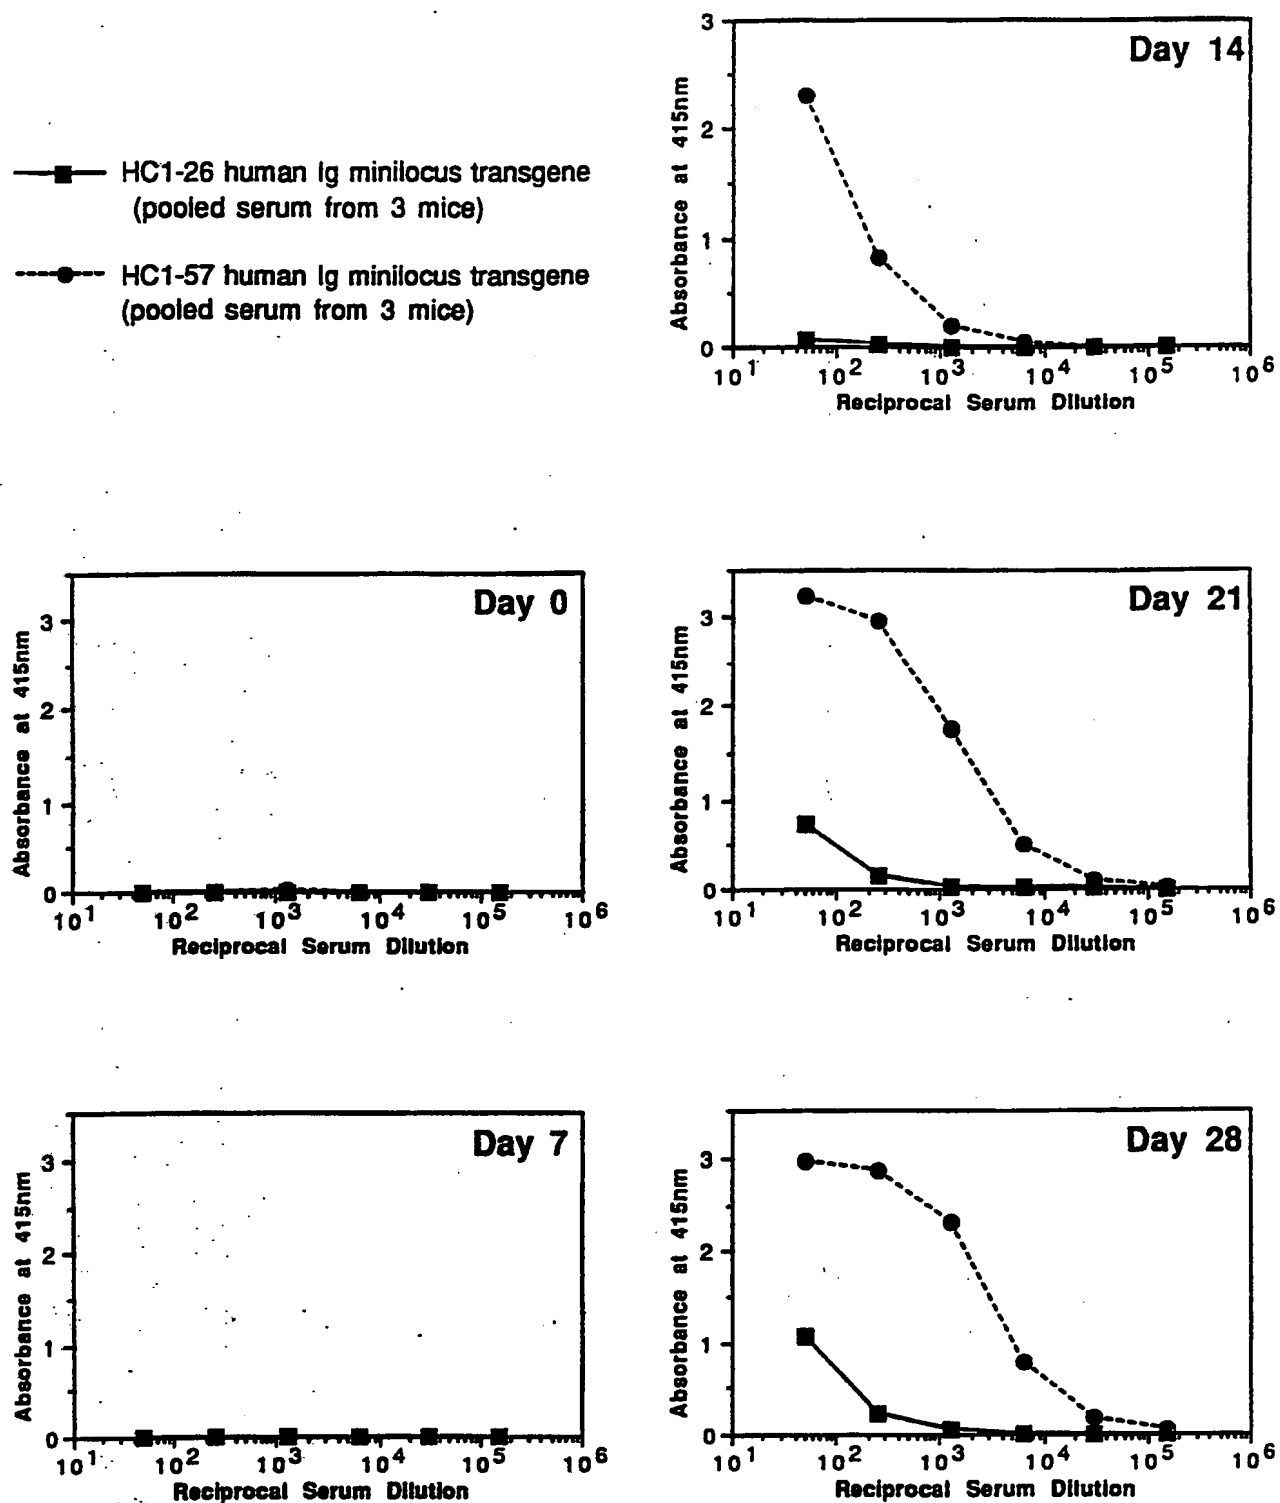 HC1-26 human Ig minilocus transgene
(pooled serum from 3 mice)
HC1-57 human Ig minilocus transgene
(pooled serum from 3 mice)
Day 14
Absorbance at 415nm
3
2
1
0
10^1 10^2 10^3 10^4 10^5 10^6
Reciprocal Serum Dilution
Day 0
Absorbance at 415nm
3
2
1
0
10^1 10^2 10^3 10^4 10^5 10^6
Reciprocal Serum Dilution
Day 21
Absorbance at 415nm
3
2
1
0
10^1 10^2 10^3 10^4 10^5 10^6
Reciprocal Serum Dilution
Day 7
Absorbance at 415nm
3
2
1
0
10^1 10^2 10^3 10^4 10^5 10^6
Reciprocal Serum Dilution
Day 28
Absorbance at 415nm
3
2
1
0
10^1 10^2 10^3 10^4 10^5 10^6
Reciprocal Serum Dilution